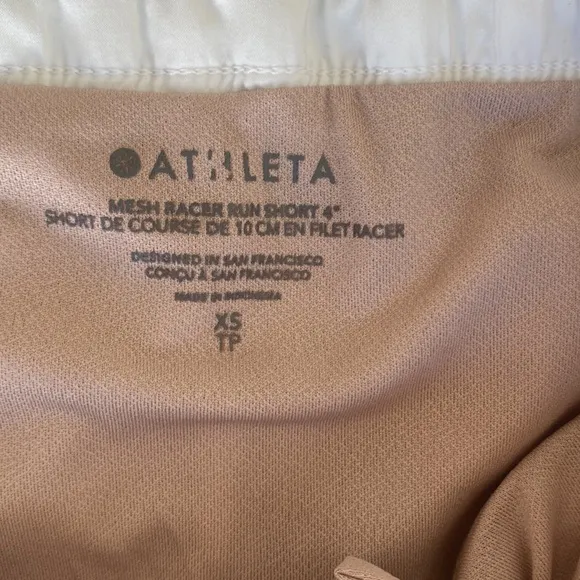 ATHLETA
MESH RACER RUN SHORT 4"
SHORT DE COURSE DE 10 CM EN FILET RACER
DESIGNED IN SAN FRANCISCO
CONÇU À SAN FRANCISCO
MADE IN INDONESIA
XS
TP